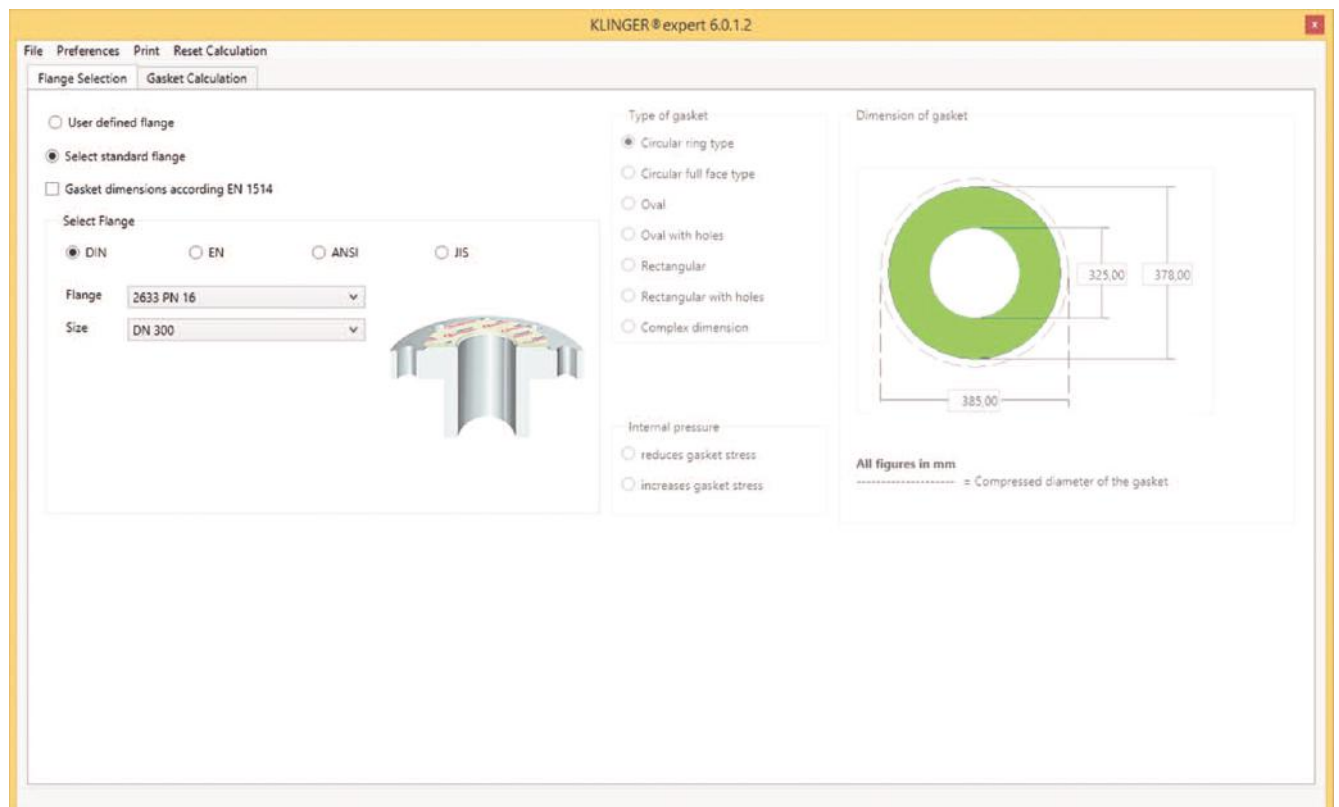 KLINGER® expert 6.0.1.2
x
File Preferences Print Reset Calculation
Flange Selection Gasket Calculation
User defined flange
Select standard flange
Gasket dimensions according EN 1514
Select Flange
DIN EN ANSI JIS
Flange 2633 PN 16
Size DN 300
Type of gasket
Circular ring type
Circular full face type
Oval
Oval with holes
Rectangular
Rectangular with holes
Complex dimension
Internal pressure
reduces gasket stress
increases gasket stress
Dimension of gasket
325,00 378,00
385,00
All figures in mm
-------------------- = Compressed diameter of the gasket